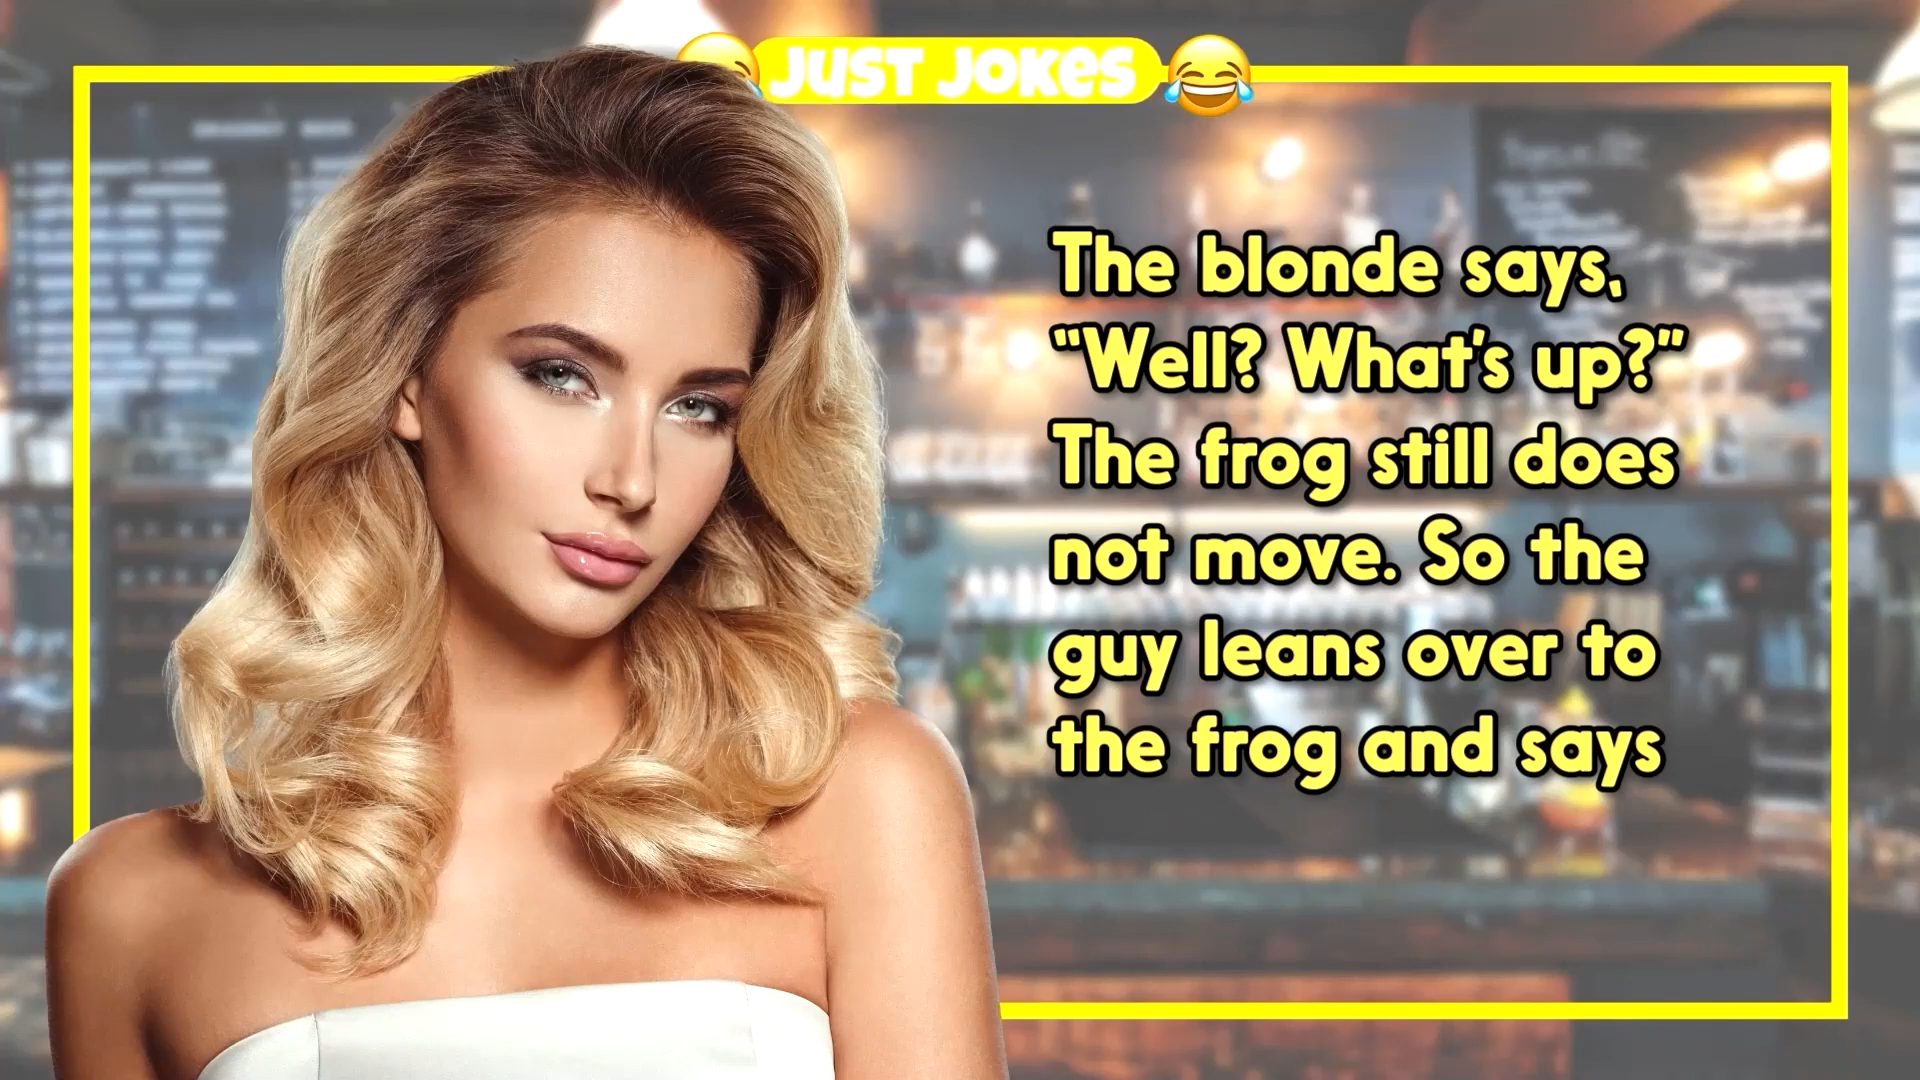 JUST JOKES
The blonde says,
"Well? What's up?"
The frog still does
not move. So the
guy leans over to
the frog and says